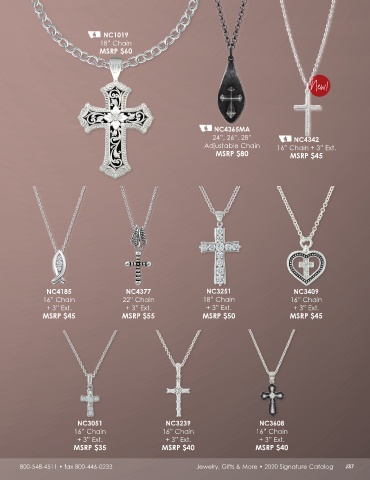 6 NC1019
18" Chain
MSRP $60
6 NC4365MA
24", 26", 28"
Adjustable Chain
MSRP $80
New!
6 NC4342
16" Chain + 3" Ext.
MSRP $45
NC4185
16" Chain
+ 3" Ext.
MSRP $45
NC4377
22" Chain
+ 3" Ext.
MSRP $55
NC3251
18" Chain
+ 3" Ext.
MSRP $50
NC3409
16" Chain
+ 3" Ext.
MSRP $45
NC3051
16" Chain
+ 3" Ext.
MSRP $35
NC3239
16" Chain
+ 3" Ext.
MSRP $40
NC3608
16" Chain
+ 3" Ext.
MSRP $40
800-548-4511 • fax 800-446-0233
Jewelry, Gifts & More • 2020 Signature Catalog